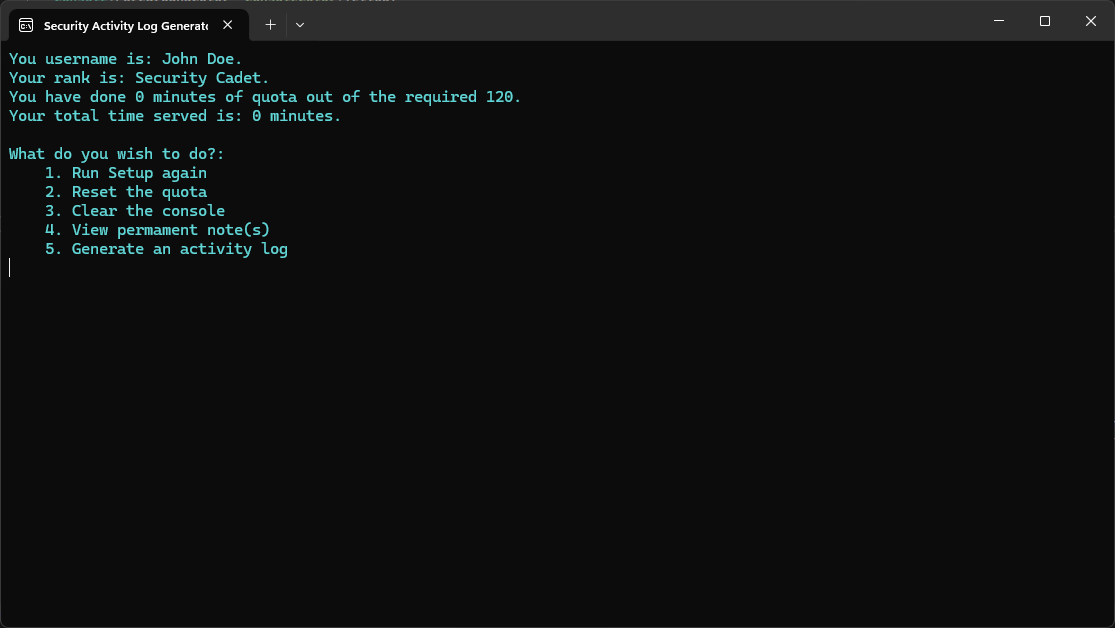 Security Activity Log Generat
You username is: John Doe.
Your rank is: Security Cadet.
You have done 0 minutes of quota out of the required 120.
Your total time served is: 0 minutes.
What do you wish to do?:
1. Run Setup again
2. Reset the quota
3. Clear the console
4. View permament note(s)
5. Generate an activity log